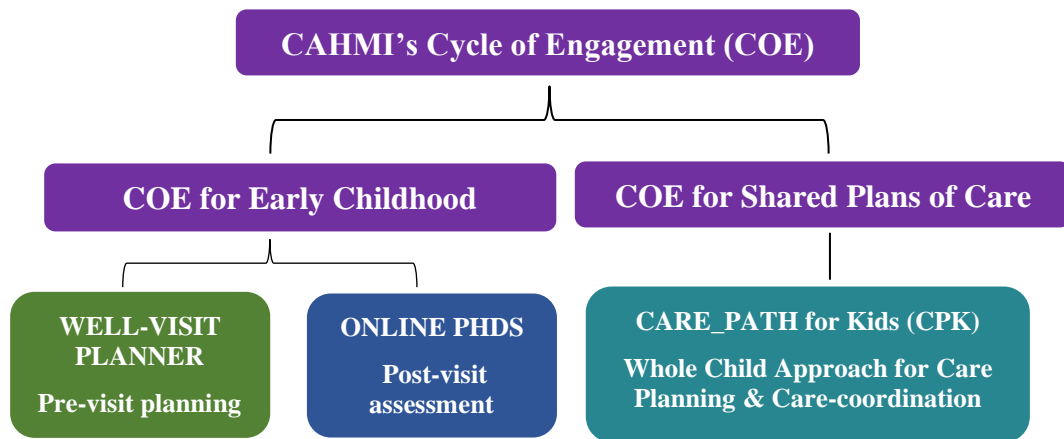 CAHMI’s Cycle of Engagement (COE)
COE for Early Childhood
COE for Shared Plans of Care
WELL-VISIT
PLANNER
Pre-visit planning
ONLINE PHDS
Post-visit
assessment
CARE_PATH for Kids (CPK)
Whole Child Approach for Care
Planning & Care-coordination